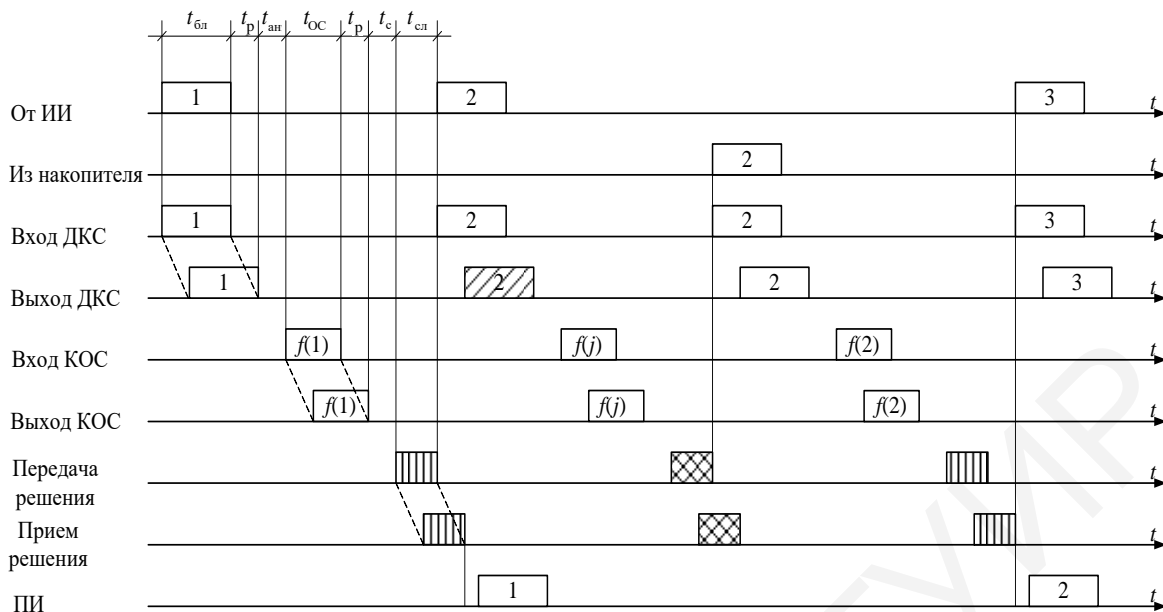 tбл tр tан tОС tр tс tсл
От ИИ 1 2 3 t
Из накопителя 2 t
Вход ДКС 1 2 2 3 t
Выход ДКС 1 2 2 3 t
Вход КОС f(1) f(j) f(2) t
Выход КОС f(1) f(j) f(2) t
Передача
решения t
Прием
решения t
ПИ 1 2 t